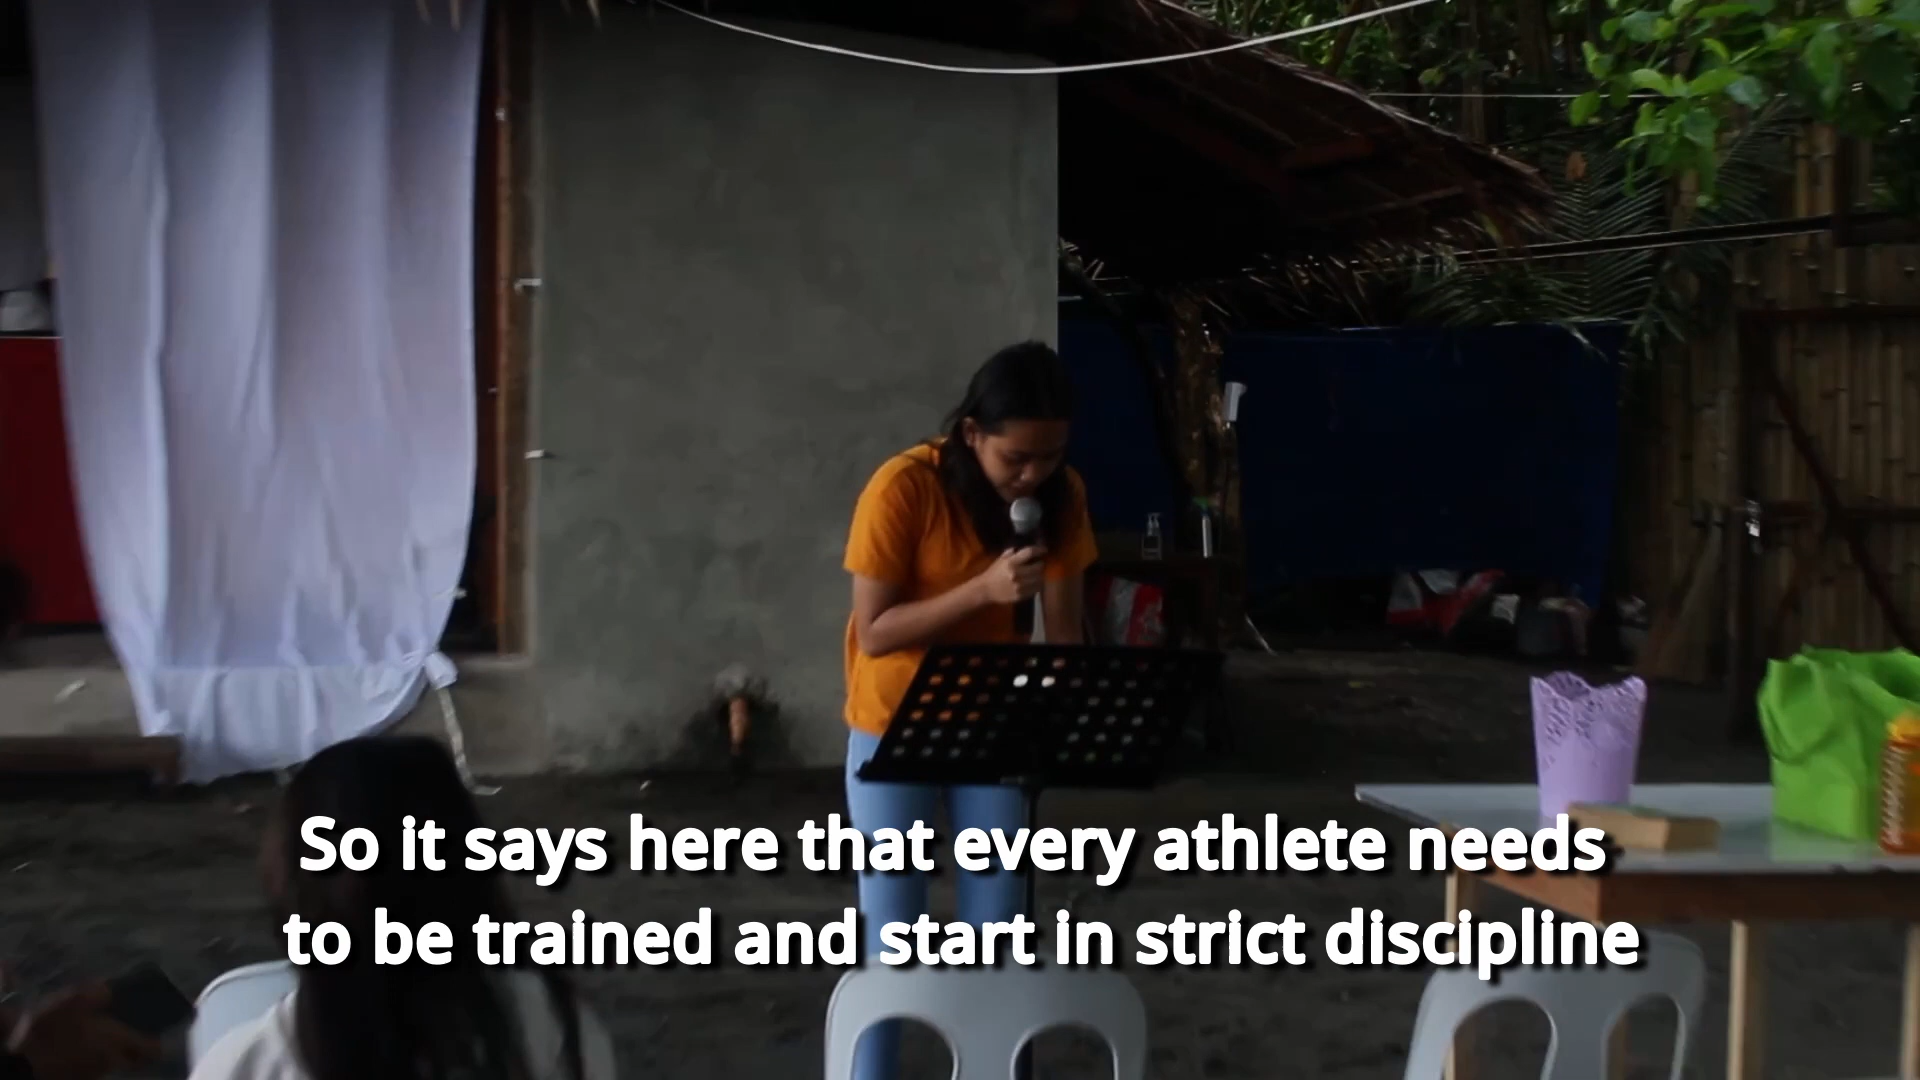 So it says here that every athlete needs
to be trained and start in strict discipline